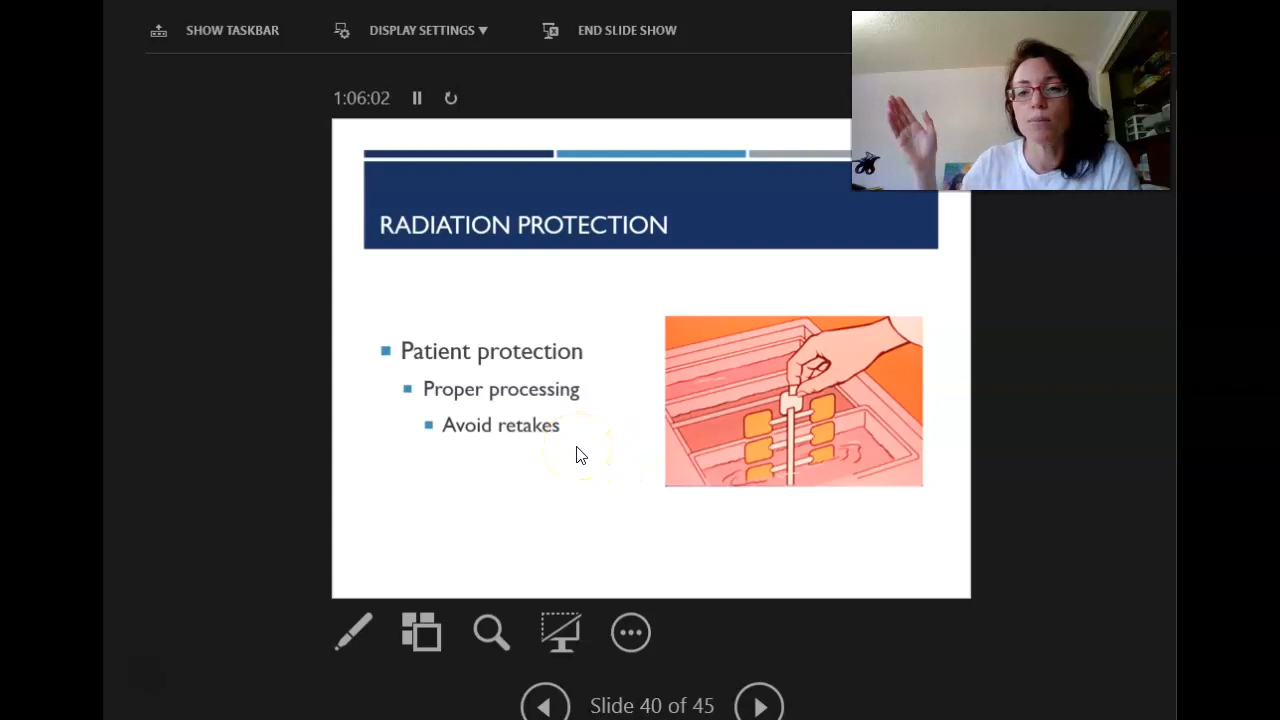 SHOW TASKBAR
DISPLAY SETTINGS
END SLIDE SHOW
1:06:02
RADIATION PROTECTION
Patient protection
Proper processing
Avoid retakes
Slide 40 of 45